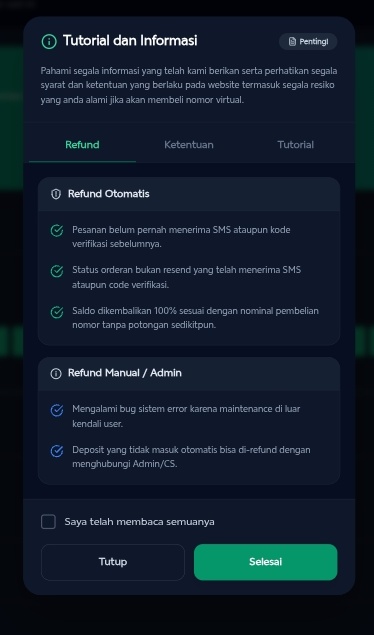 Tutorial dan Informasi
Penting!
Pahami segala informasi yang telah kami berikan serta perhatikan segala
syarat dan ketentuan yang berlaku pada website termasuk segala resiko
yang anda alami jika akan membeli nomor virtual.
Refund
Ketentuan
Tutorial
Refund Otomatis
Pesanan belum pernah menerima SMS ataupun kode
verifikasi sebelumnya.
Status orderan bukan resend yang telah menerima SMS
ataupun code verifikasi.
Saldo dikembalikan 100% sesuai dengan nominal pembelian
nomor tanpa potongan sedikitpun.
Refund Manual / Admin
Mengalami bug sistem error karena maintenance di luar
kendali user.
Deposit yang tidak masuk otomatis bisa di-refund dengan
menghubungi Admin/CS.
Saya telah membaca semuanya
Tutup
Selesai